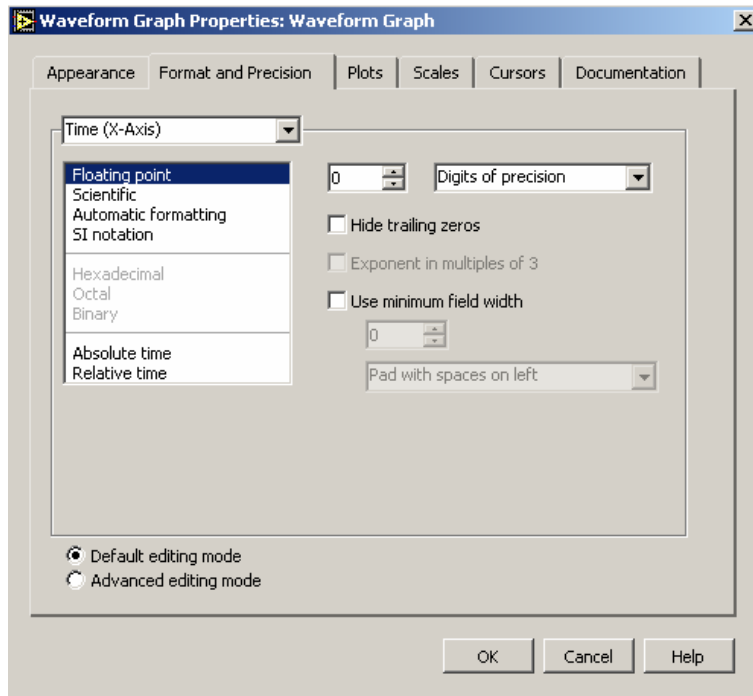 Waveform Graph Properties: Waveform Graph
Appearance Format and Precision Plots Scales Cursors Documentation
Time (X-Axis)
Floating point
Scientific
Automatic formatting
SI notation
Hexadecimal
Octal
Binary
Absolute time
Relative time
0 Digits of precision
Hide trailing zeros
Exponent in multiples of 3
Use minimum field width
0
Pad with spaces on left
Default editing mode
Advanced editing mode
OK Cancel Help